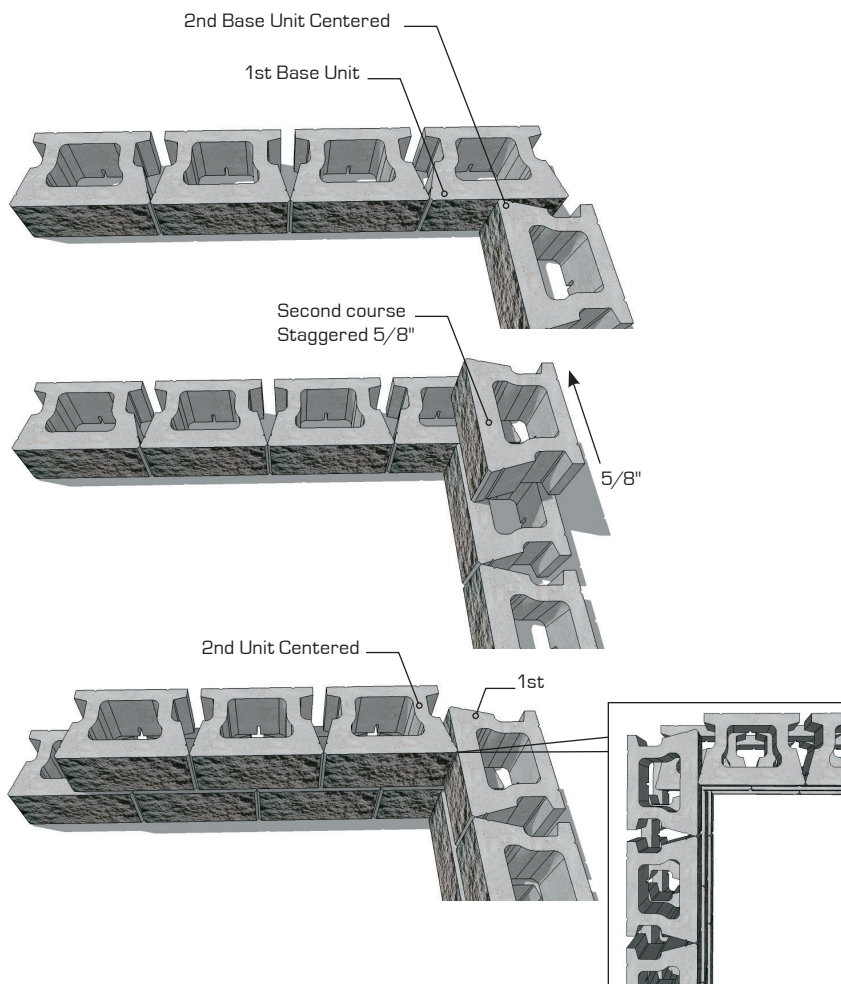 2nd Base Unit Centered
1st Base Unit
Second course
Staggered 5/8"
5/8"
2nd Unit Centered
1st